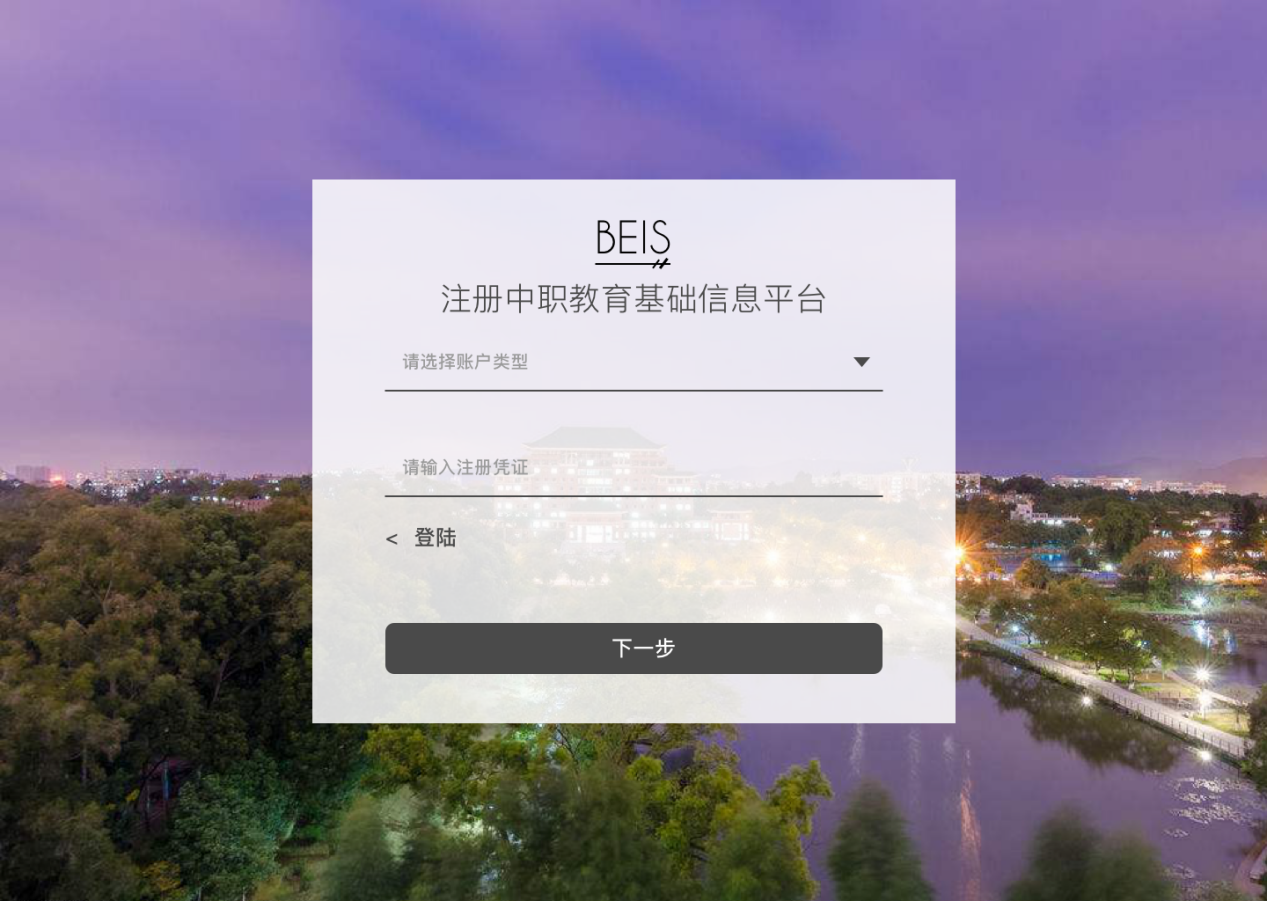 BEIS
注册中职教育基础信息平台
请选择账户类型
请输入注册凭证
< 登陆
下一步